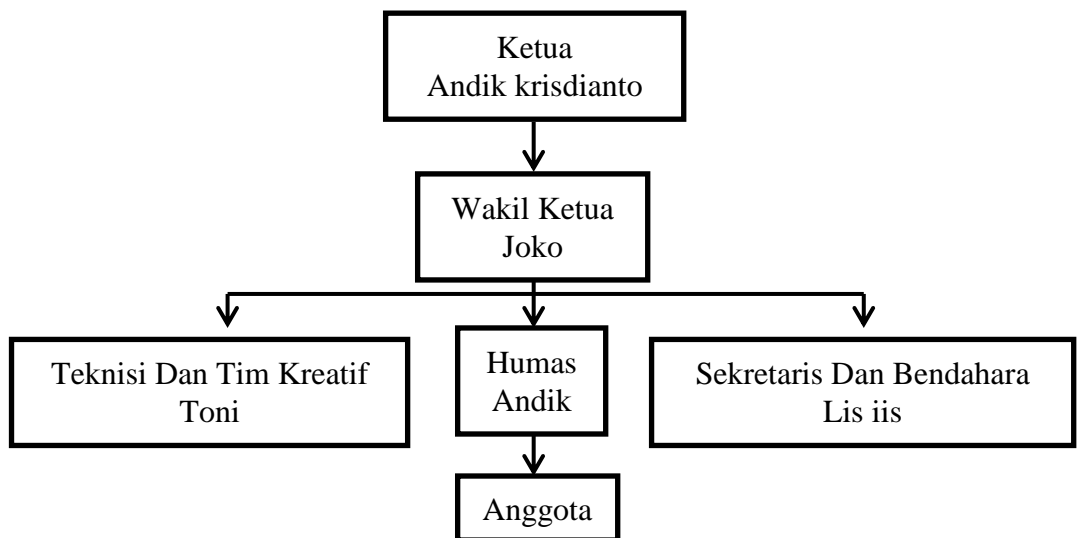 Ketua
Andik krisdianto
Wakil Ketua
Joko
Teknisi Dan Tim Kreatif
Toni
Humas
Andik
Sekretaris Dan Bendahara
Lis iis
Anggota